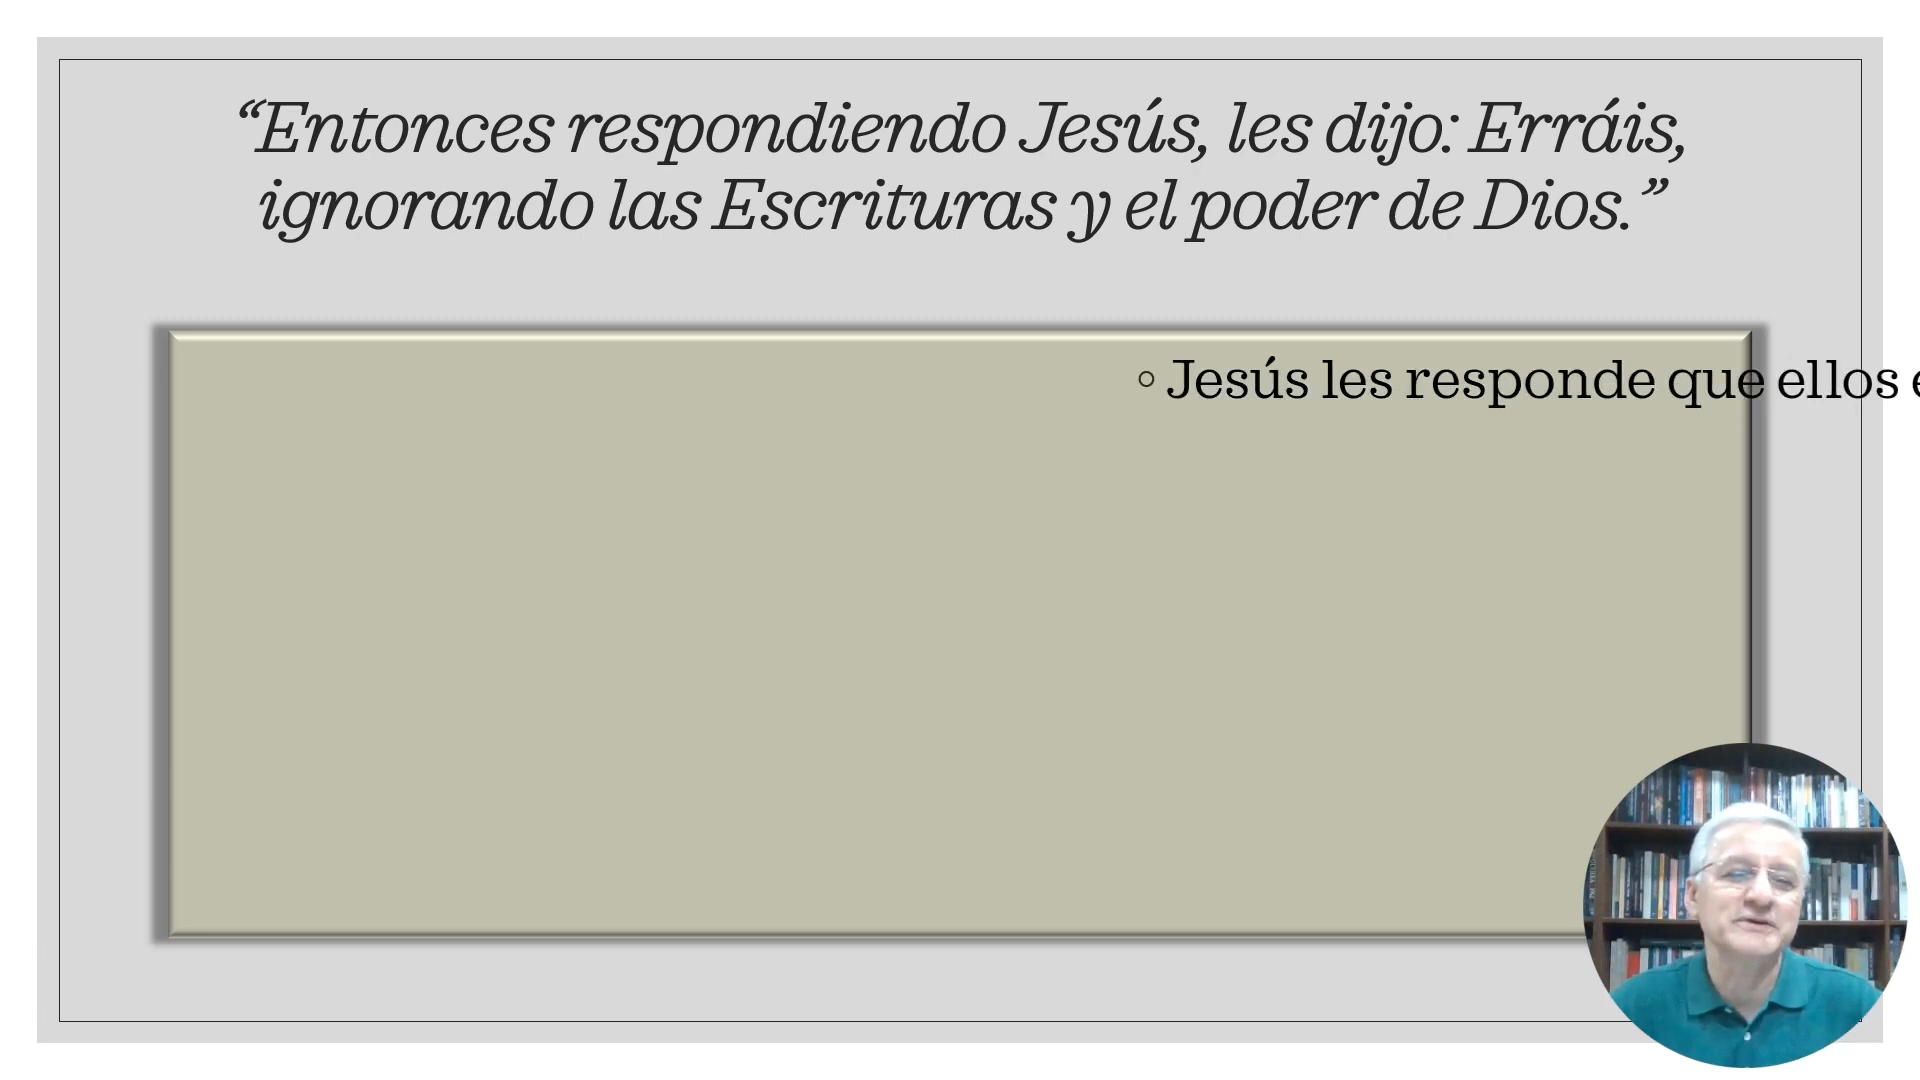 “Entonces respondiendo Jesús, les dijo: Erráis,
ignorando las Escrituras y el poder de Dios.”
◦ Jesús les responde que ellos